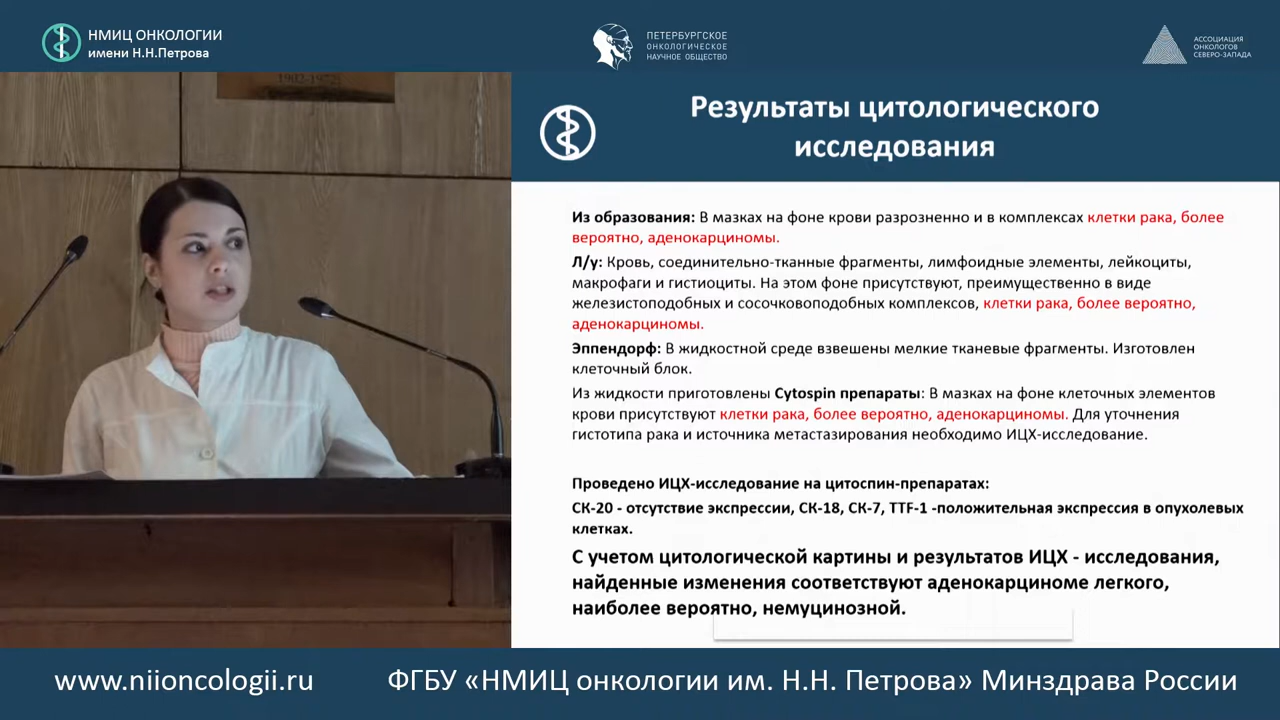 НМИЦ ОНКОЛОГИИ
имени Н.Н.Петрова
ПЕТЕРБУРГСКОЕ
ОНКОЛОГИЧЕСКОЕ
НАУЧНОЕ ОБЩЕСТВО
АССОЦИАЦИЯ
ОНКОЛОГОВ
СЕВЕРО-ЗАПАДА
Результаты цитологического
исследования
Из образования: В мазках на фоне крови разрозненно и в комплексах клетки рака, более
вероятно, аденокарциномы.
Л/у: Кровь, соединительно-тканные фрагменты, лимфоидные элементы, лейкоциты,
макрофаги и гистиоциты. На этом фоне присутствуют, преимущественно в виде
железистоподобных и сосочковоподобных комплексов, клетки рака, более вероятно,
аденокарциномы.
Эппендорф: В жидкостной среде взвешены мелкие тканевые фрагменты. Изготовлен
клеточный блок.
Из жидкости приготовлены Cytospin препараты: В мазках на фоне клеточных элементов
крови присутствуют клетки рака, более вероятно, аденокарциномы. Для уточнения
гистотипа рака и источника метастазирования необходимо ИЦХ-исследование.
Проведено ИЦХ-исследование на цитоспин-препаратах:
СК-20 - отсутствие экспрессии, СК-18, СК-7, TTF-1 -положительная экспрессия в опухолевых
клетках.
С учетом цитологической картины и результатов ИЦХ - исследования,
найденные изменения соответствуют аденокарциноме легкого,
наиболее вероятно, немуцинозной.
www.niioncologii.ru
ФГБУ «НМИЦ онкологии им. Н.Н. Петрова» Минздрава России